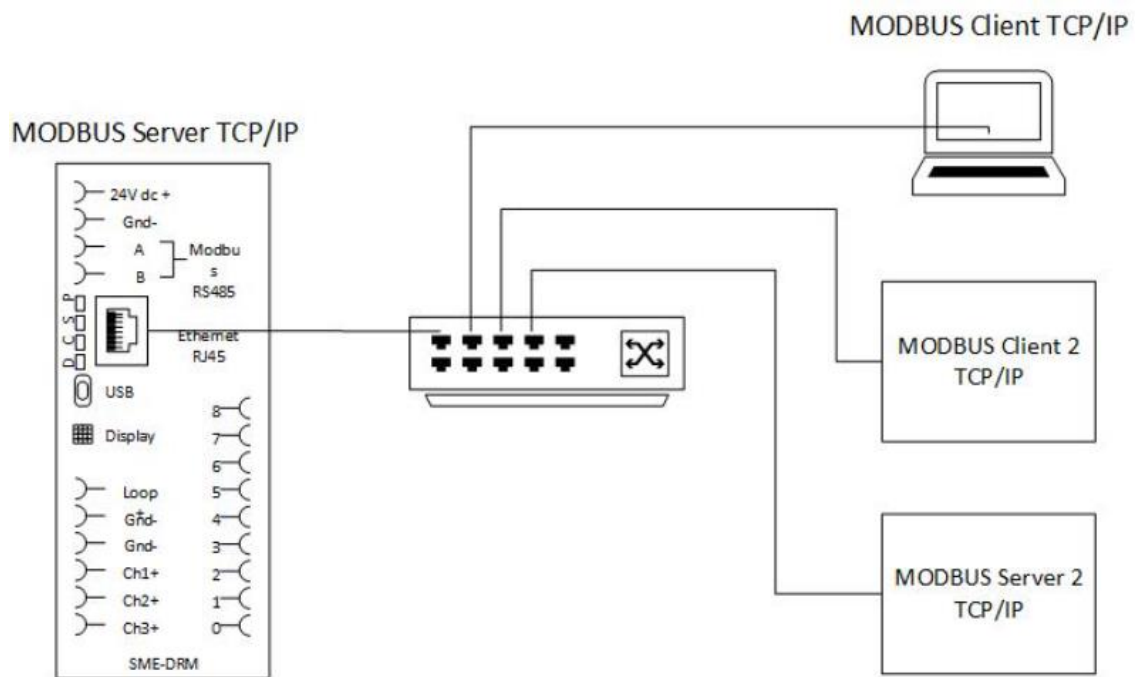 MODBUS Client TCP/IP
MODBUS Server TCP/IP
24V dc +
Gnd-
A
B
Modbu
s
RS485
P
S
C
D
Ethernet
RJ45
USB
Display
8
7
6
Loop
+
5
Gnd-
4
Gnd-
3
Ch1+
2
Ch2+
1
Ch3+
0
SME-DRM
MODBUS Client 2
TCP/IP
MODBUS Server 2
TCP/IP